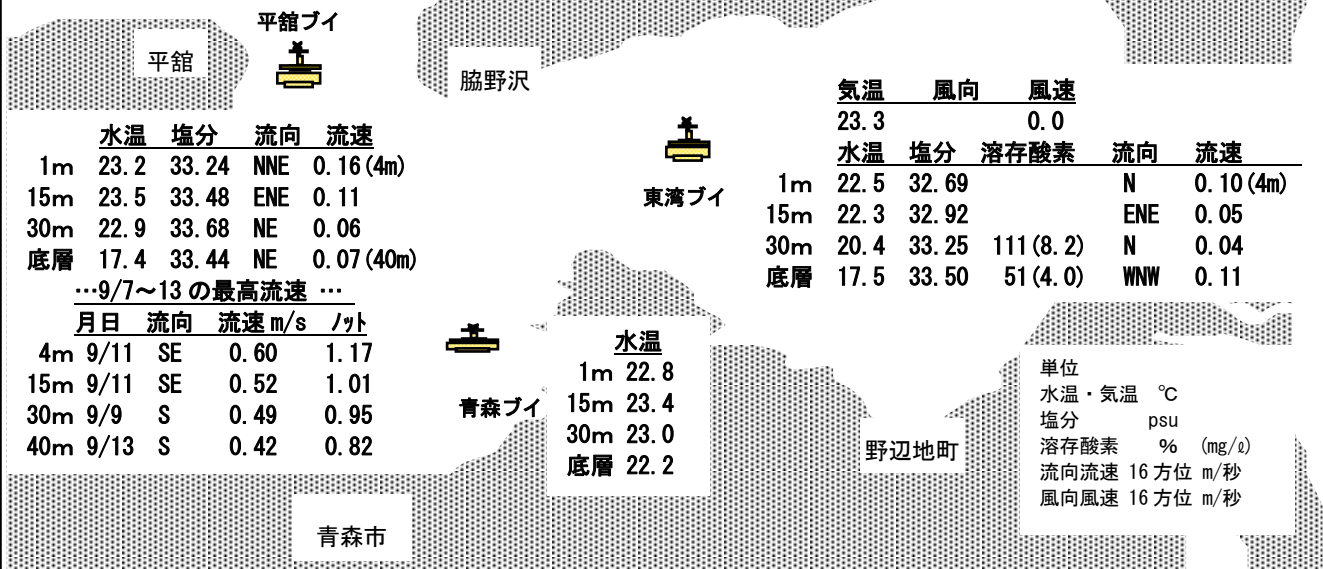 平舘ブイ
平舘
脇野沢
水温 塩分 流向 流速
1m 23.2 33.24 NNE 0.16(4m)
15m 23.5 33.48 ENE 0.11
30m 22.9 33.68 NE 0.06
底層 17.4 33.44 NE 0.07(40m)
…9/7～13の最高流速 …
月日 流向 流速m/s ﾉｯﾄ
4m 9/11 SE 0.60 1.17
15m 9/11 SE 0.52 1.01
30m 9/9 S 0.49 0.95
40m 9/13 S 0.42 0.82
東湾ブイ
気温 風向 風速
23.3 0.0
水温 塩分 溶存酸素 流向 流速
1m 22.5 32.69 N 0.10(4m)
15m 22.3 32.92 ENE 0.05
30m 20.4 33.25 111(8.2) N 0.04
底層 17.5 33.50 51(4.0) WNW 0.11
青森ブイ
水温
1m 22.8
15m 23.4
30m 23.0
底層 22.2
野辺地町
青森市
単位
水温・気温 ℃
塩分 psu
溶存酸素 % (mg/ℓ)
流向流速 16方位 m/秒
風向風速 16方位 m/秒